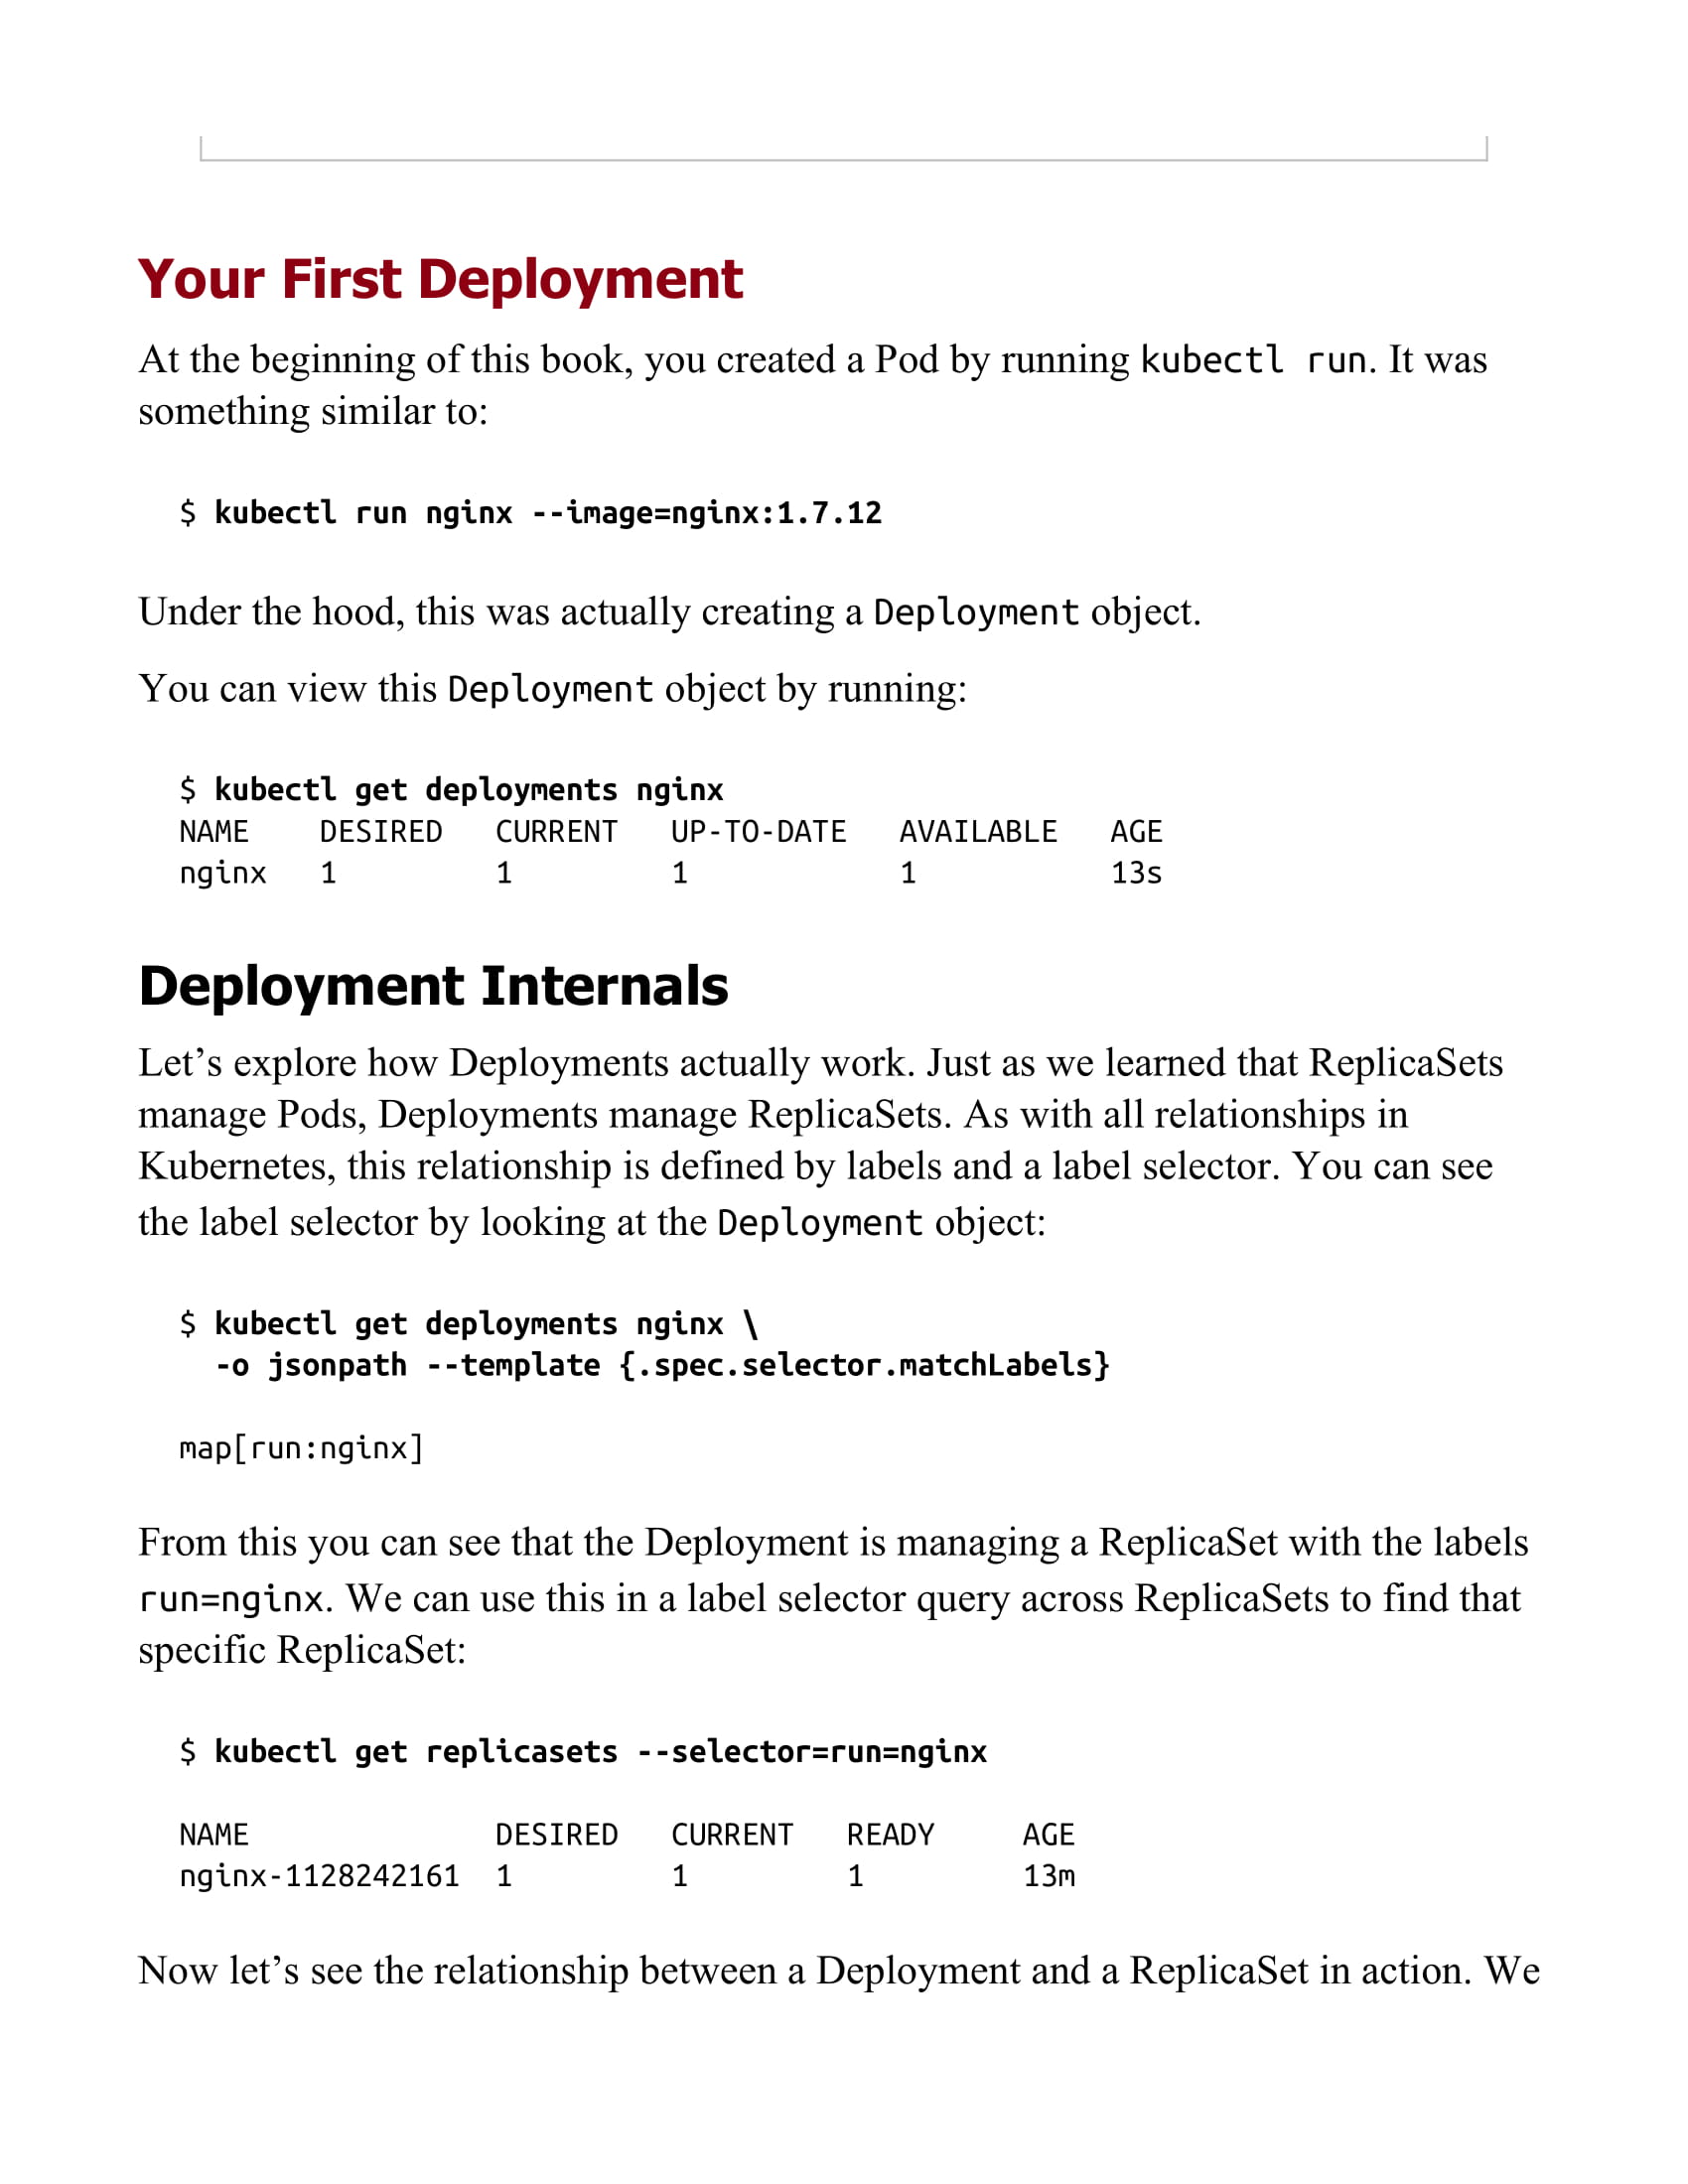 Your First Deployment
At the beginning of this book, you created a Pod by running kubectl run. It was
something similar to:
$ kubectl run nginx --image=nginx:1.7.12
Under the hood, this was actually creating a Deployment object.
You can view this Deployment object by running:
$ kubectl get deployments nginx
NAME    DESIRED   CURRENT   UP-TO-DATE   AVAILABLE   AGE
nginx   1         1         1            1           13s
Deployment Internals
Let’s explore how Deployments actually work. Just as we learned that ReplicaSets
manage Pods, Deployments manage ReplicaSets. As with all relationships in
Kubernetes, this relationship is defined by labels and a label selector. You can see
the label selector by looking at the Deployment object:
$ kubectl get deployments nginx \
  -o jsonpath --template {.spec.selector.matchLabels}
map[run:nginx]
From this you can see that the Deployment is managing a ReplicaSet with the labels
run=nginx. We can use this in a label selector query across ReplicaSets to find that
specific ReplicaSet:
$ kubectl get replicasets --selector=run=nginx
NAME              DESIRED   CURRENT   READY     AGE
nginx-1128242161  1         1         1         13m
Now let’s see the relationship between a Deployment and a ReplicaSet in action. We